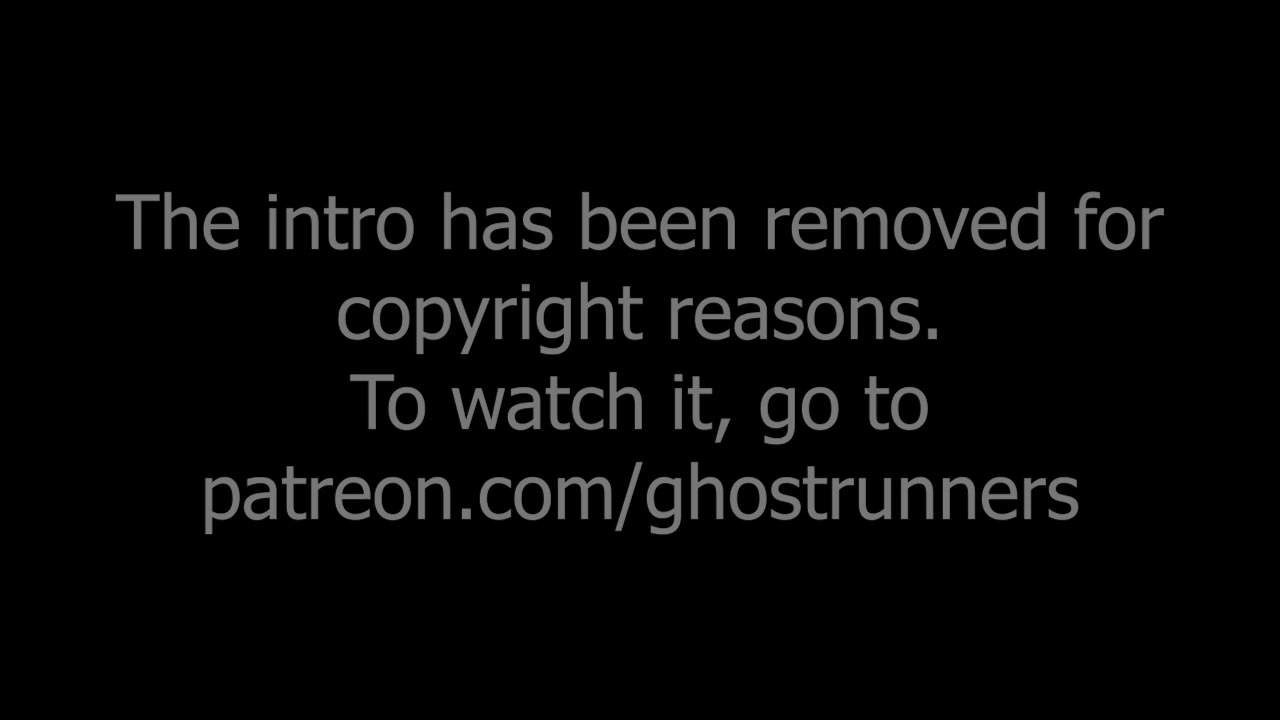 The intro has been removed for
copyright reasons.
To watch it, go to
patreon.com/ghostrunners